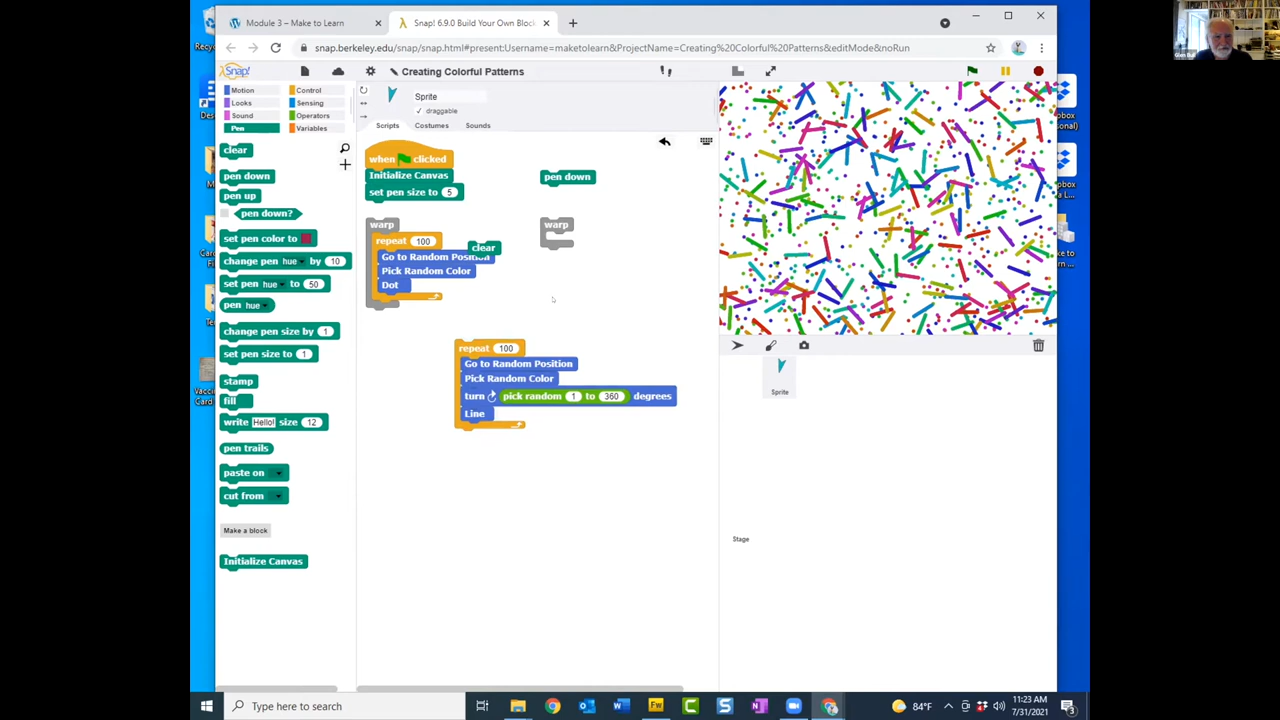 Module 3 – Make to Learn
Snap! 6.9.0 Build Your Own Block
snap.berkeley.edu/snap/snap.html#present:Username=maketolearn&ProjectName=Creating%20Colorful%20Patterns&editMode&noRun
Snap!
Creating Colorful Patterns
Motion
Control
Looks
Sensing
Sound
Operators
Pen
Variables
Sprite
draggable
Scripts
Costumes
Sounds
clear
pen down
pen up
pen down?
set pen color to
change pen hue by 10
set pen hue to 50
pen hue
change pen size by 1
set pen size to 1
stamp
fill
write Hello! size 12
pen trails
paste on
cut from
Make a block
Initialize Canvas
when clicked
Initialize Canvas
set pen size to 5
warp
repeat 100
Go to Random Position
Pick Random Color
Dot
clear
pen down
warp
repeat 100
Go to Random Position
Pick Random Color
turn pick random 1 to 360 degrees
Line
Sprite
Stage
Glen Bull
Type here to search
84°F
11:23 AM
7/31/2021
3